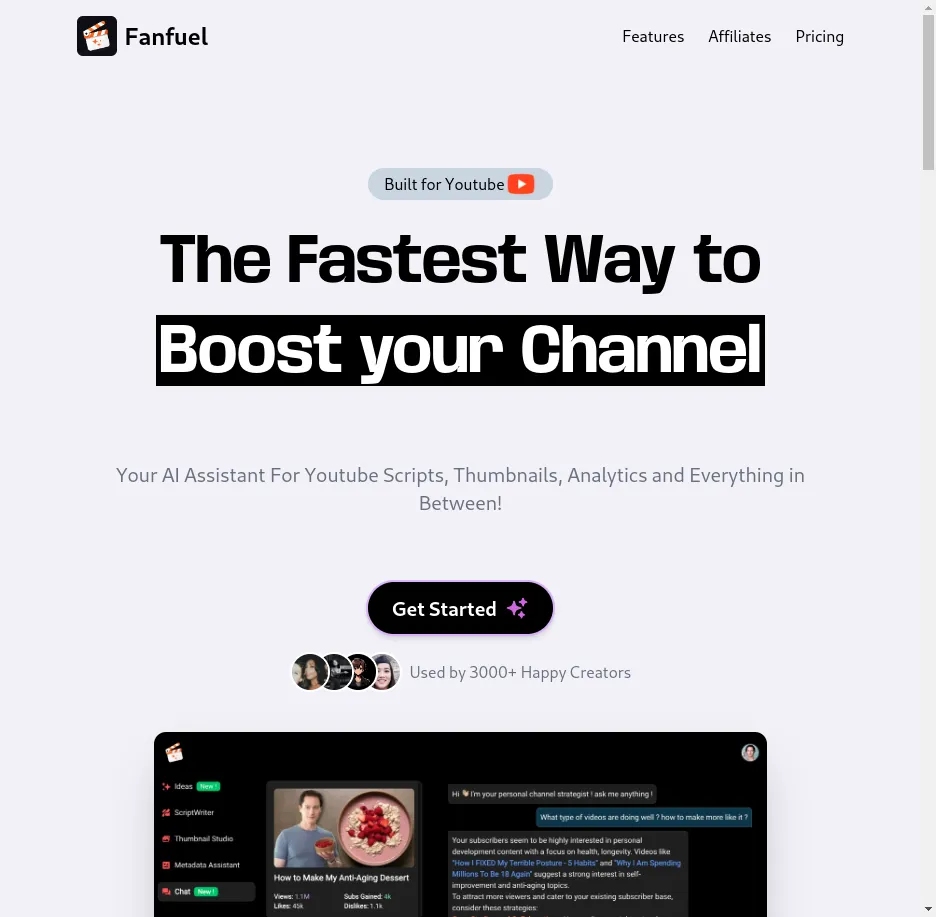 Fanfuel
Features
Affiliates
Pricing
Built for Youtube
The Fastest Way to
Boost your Channel
Your AI Assistant For Youtube Scripts, Thumbnails, Analytics and Everything in
Between!
Get Started
Used by 3000+ Happy Creators
Ideas New !
ScriptWriter
Thumbnail Studio
Metadata Assistant
Chat New !
How to Make My Anti-Aging Dessert
Views: 1.1M Subs Gained: 4k
Likes: 45k Dislikes: 1.1k
Hi 👋 I'm your personal channel strategist ! ask me anything !
What type of videos are doing well ? how to make more like it ?
Your subscribers seem to be highly interested in personal
development content with a focus on health, longevity. Videos like
"How I FIXED My Terrible Posture - 5 Habits" and "Why I Am Spending
Millions To Be 18 Again" suggest a strong interest in self-
improvement and anti-aging topics.
To attract more viewers and cater to your existing subscriber base,
consider these strategies: